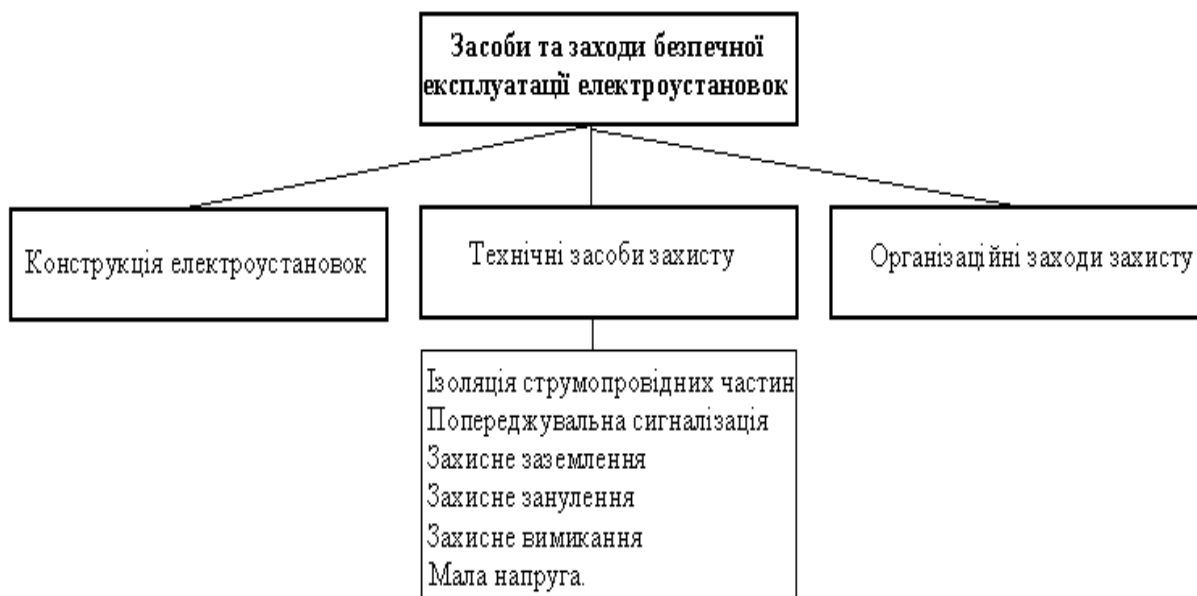 Засоби та заходи безпечної
експлуатації електроустановок
Конструкція електроустановок
Технічні засоби захисту
Організаційні заходи захисту
Ізоляція струмопровідних частин
Попереджувальна сигналізація
Захисне заземлення
Захисне занулення
Захисне вимикання
Мала напруга.